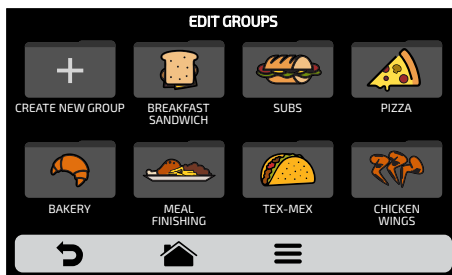 EDIT GROUPS
CREATE NEW GROUP
BREAKFAST
SANDWICH
SUBS
PIZZA
BAKERY
MEAL
FINISHING
TEX-MEX
CHICKEN
WINGS